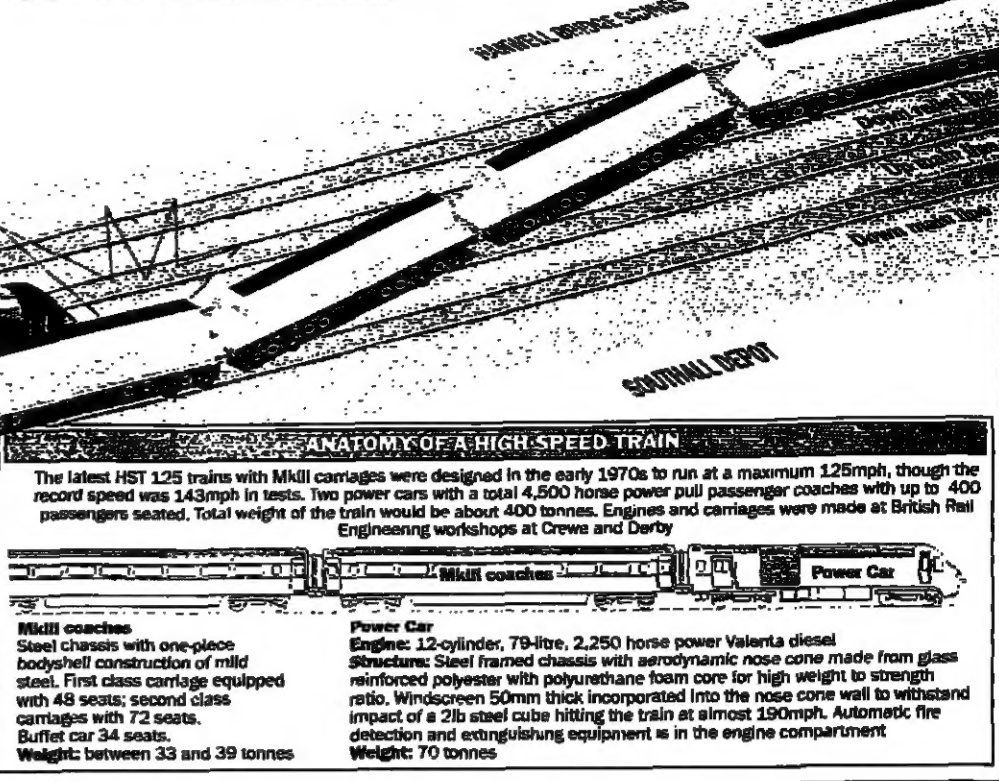 HANWELL BRIDGE SIDINGS
Down relief line
Up main line
Down main line
SOUTHALL DEPOT
ANATOMY OF A HIGH SPEED TRAIN
The latest HST 125 trains with MkIII carriages were designed in the early 1970s to run at a maximum 125mph, though the
record speed was 143mph in tests. Two power cars with a total 4,500 horse power pull passenger coaches with up to 400
passengers seated. Total weight of the train would be about 400 tonnes. Engines and carriages were made at British Rail
Engineering workshops at Crewe and Derby
MkIII coaches
Power Car
MkIII coaches
Steel chassis with one-piece
bodyshell construction of mild
steel. First class carriage equipped
with 48 seats; second class
carriages with 72 seats.
Buffet car 34 seats.
Weight: between 33 and 39 tonnes
Power Car
Engine: 12-cylinder, 79-litre, 2,250 horse power Valenta diesel
Structure: Steel framed chassis with aerodynamic nose cone made from glass
reinforced polyester with polyurethane foam core for high weight to strength
ratio. Windscreen 50mm thick incorporated into the nose cone wall to withstand
impact of a 2lb steel cube hitting the train at almost 190mph. Automatic fire
detection and extinguishing equipment is in the engine compartment
Weight: 70 tonnes